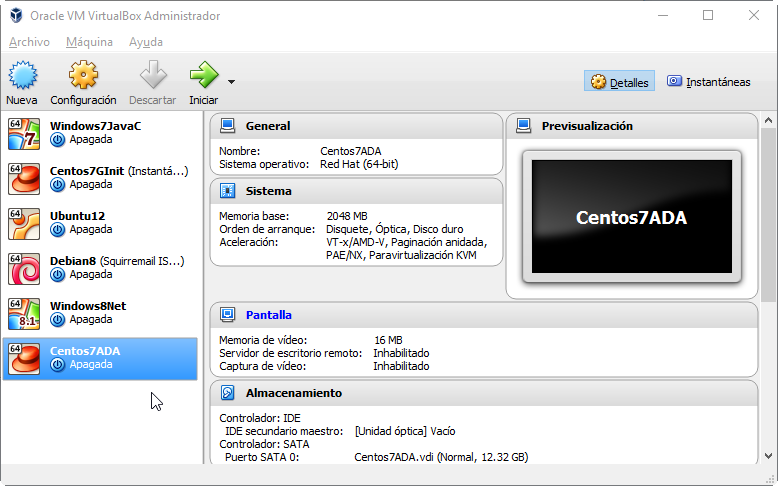 Oracle VM VirtualBox Administrador
Archivo Máquina Ayuda
Nueva Configuración Descartar Iniciar Detalles Instantáneas
64 7 Windows7JavaC
Apagada
64 Centos7GInit (Instantá...)
Apagada
64 Ubuntu12
Apagada
64 Debian8 (Squirremail IS...)
Apagada
64 8.1 Windows8Net
Apagada
64 Centos7ADA
Apagada
General
Nombre: Centos7ADA
Sistema operativo: Red Hat (64-bit)
Sistema
Memoria base: 2048 MB
Orden de arranque: Disquete, Óptica, Disco duro
Aceleración: VT-x/AMD-V, Paginación anidada,
PAE/NX, Paravirtualización KVM
Previsualización
Centos7ADA
Pantalla
Memoria de vídeo: 16 MB
Servidor de escritorio remoto: Inhabilitado
Captura de vídeo: Inhabilitado
Almacenamiento
Controlador: IDE
IDE secundario maestro: [Unidad óptica] Vacío
Controlador: SATA
Puerto SATA 0: Centos7ADA.vdi (Normal, 12.32 GB)